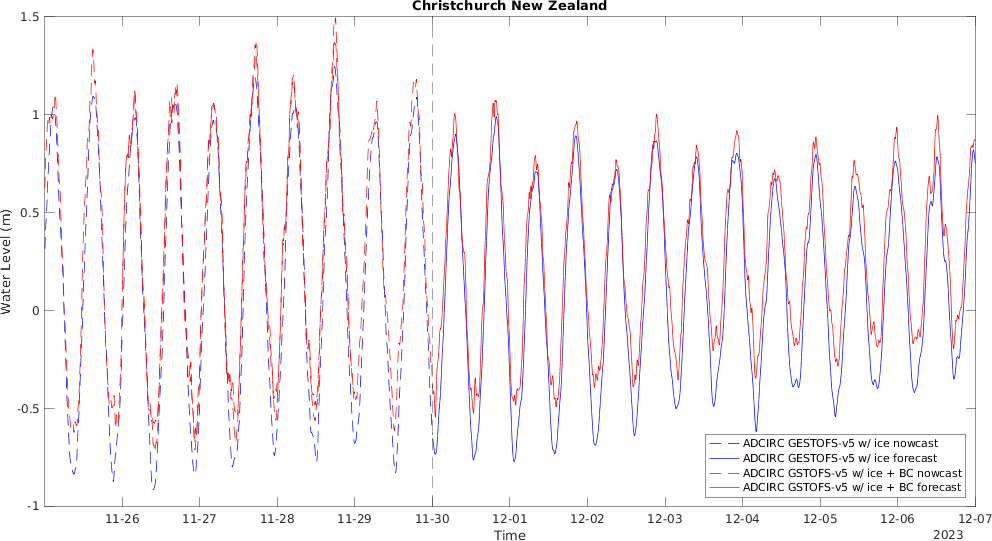 Christchurch New Zealand
Water Level (m)
1.5
1
0.5
0
-0.5
-1
ADCIRC GESTOFS-v5 w/ ice nowcast
ADCIRC GESTOFS-v5 w/ ice forecast
ADCIRC GSTOFS-v5 w/ ice + BC nowcast
ADCIRC GSTOFS-v5 w/ ice + BC forecast
11-26 11-27 11-28 11-29 11-30 12-01 12-02 12-03 12-04 12-05 12-06 12-07
Time
2023